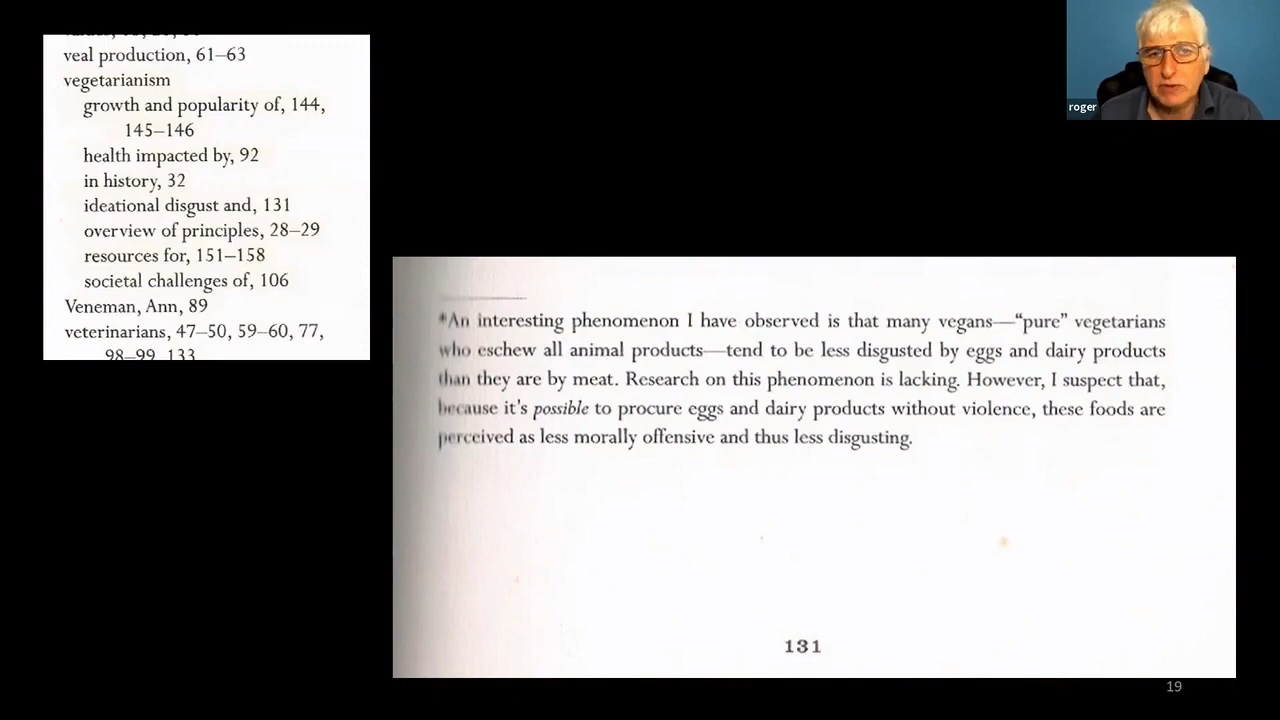 veal production, 61–63
vegetarianism
growth and popularity of, 144,
145–146
health impacted by, 92
in history, 32
ideational disgust and, 131
overview of principles, 28–29
resources for, 151–158
societal challenges of, 106
Veneman, Ann, 89
veterinarians, 47–50, 59–60, 77,
98–99, 133
roger
*An interesting phenomenon I have observed is that many vegans—“pure” vegetarians
who eschew all animal products—tend to be less disgusted by eggs and dairy products
than they are by meat. Research on this phenomenon is lacking. However, I suspect that,
because it’s possible to procure eggs and dairy products without violence, these foods are
perceived as less morally offensive and thus less disgusting.
131
19